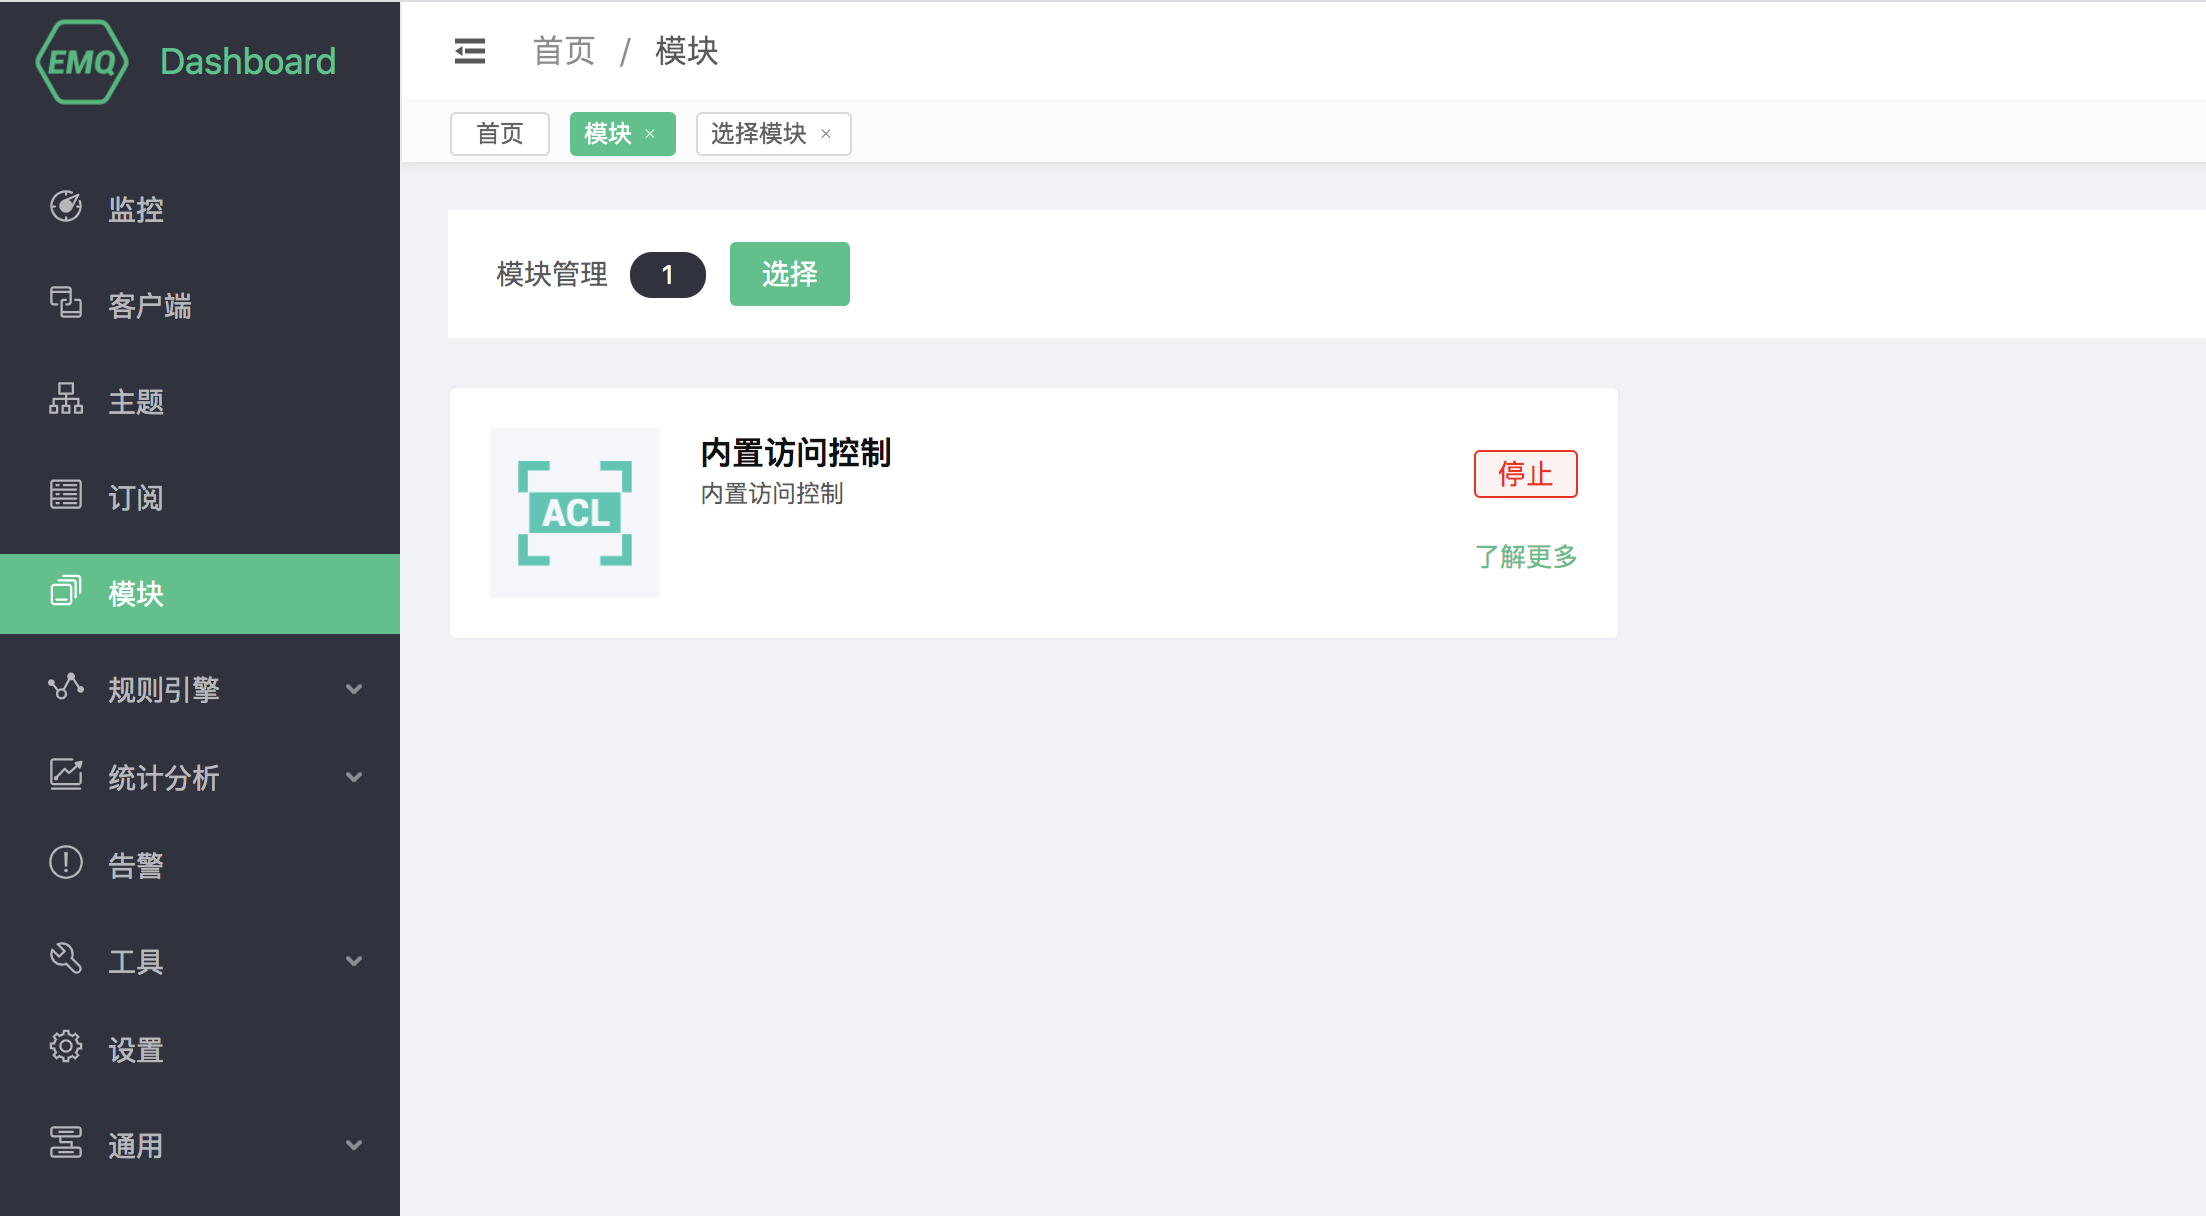 EMQ Dashboard
监控
客户端
主题
订阅
模块
规则引擎
统计分析
告警
工具
设置
通用
首页 / 模块
首页 模块 × 选择模块 ×
模块管理 1 选择
ACL
内置访问控制
内置访问控制
停止
了解更多